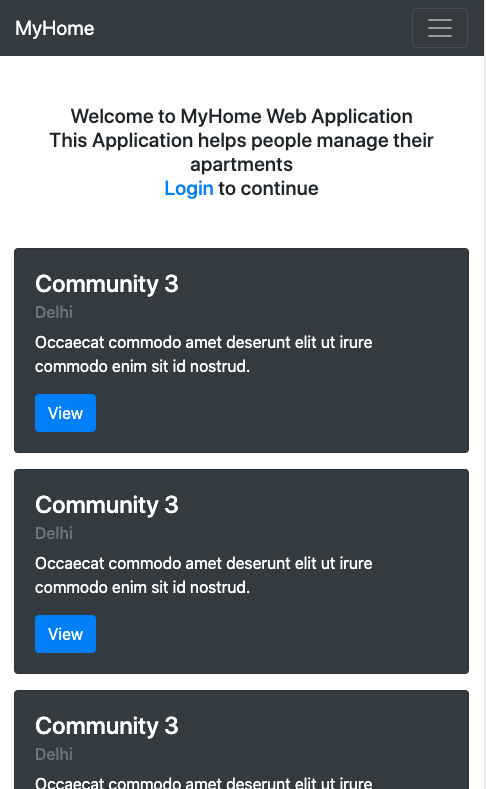 MyHome
Welcome to MyHome Web Application
This Application helps people manage their
apartments
Login to continue
Community 3
Delhi
Occaecat commodo amet deserunt elit ut irure
commodo enim sit id nostrud.
View
Community 3
Delhi
Occaecat commodo amet deserunt elit ut irure
commodo enim sit id nostrud.
View
Community 3
Delhi
Occaecat commodo amet deserunt elit ut irure